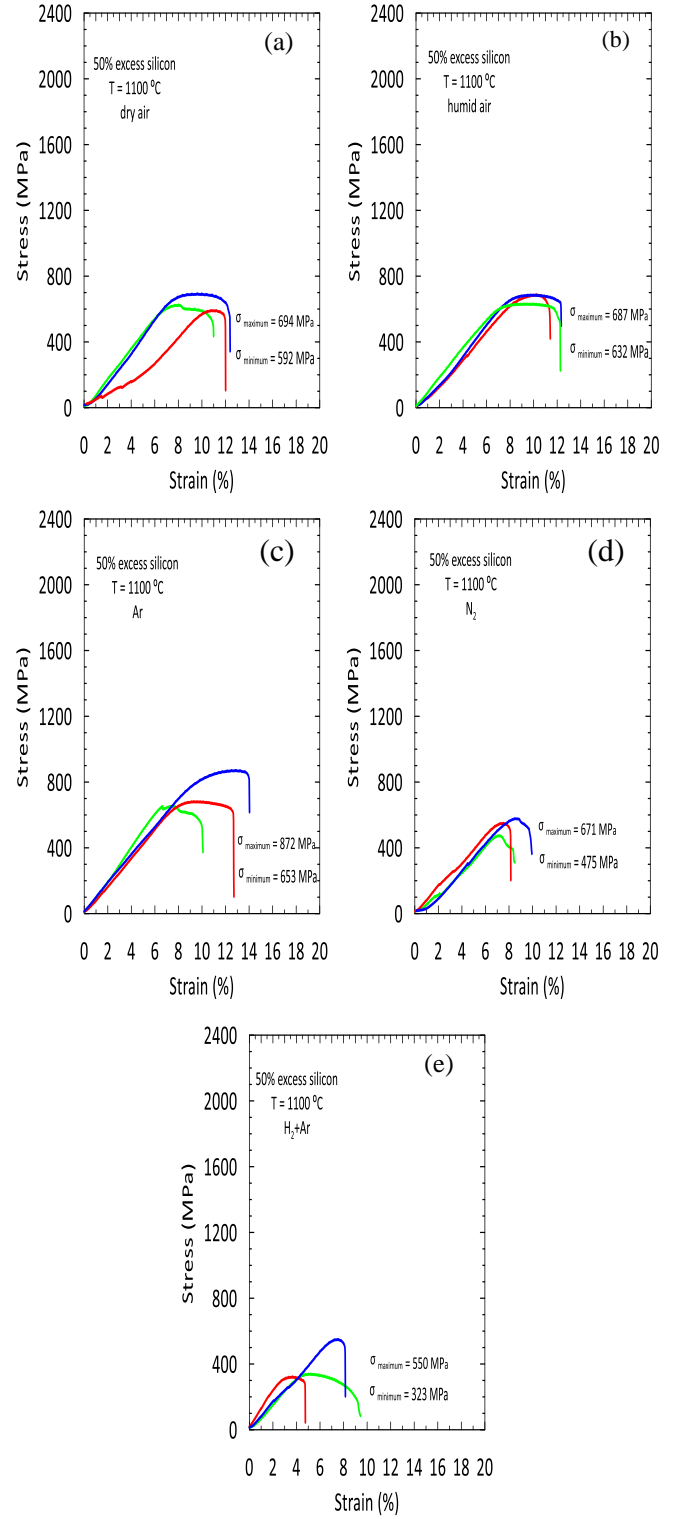 (a)
50% excess silicon
T = 1100 ⁰C
dry air
Stress (MPa)
2400
2000
1600
1200
800
400
0
σ maximum = 694 MPa
σ minimum = 592 MPa
0 2 4 6 8 10 12 14 16 18 20
Strain (%)
(b)
50% excess silicon
T = 1100 ⁰C
humid air
Stress (MPa)
2400
2000
1600
1200
800
400
0
σ maximum = 687 MPa
σ minimum = 632 MPa
0 2 4 6 8 10 12 14 16 18 20
Strain (%)
(c)
50% excess silicon
T = 1100 ⁰C
Ar
Stress (MPa)
2400
2000
1600
1200
800
400
0
σ maximum = 872 MPa
σ minimum = 653 MPa
0 2 4 6 8 10 12 14 16 18 20
Strain (%)
(d)
50% excess silicon
T = 1100 ⁰C
N₂
Stress (MPa)
2400
2000
1600
1200
800
400
0
σ maximum = 671 MPa
σ minimum = 475 MPa
0 2 4 6 8 10 12 14 16 18 20
Strain (%)
(e)
50% excess silicon
T = 1100 ⁰C
H₂+Ar
Stress (MPa)
2400
2000
1600
1200
800
400
0
σ maximum = 550 MPa
σ minimum = 323 MPa
0 2 4 6 8 10 12 14 16 18 20
Strain (%)